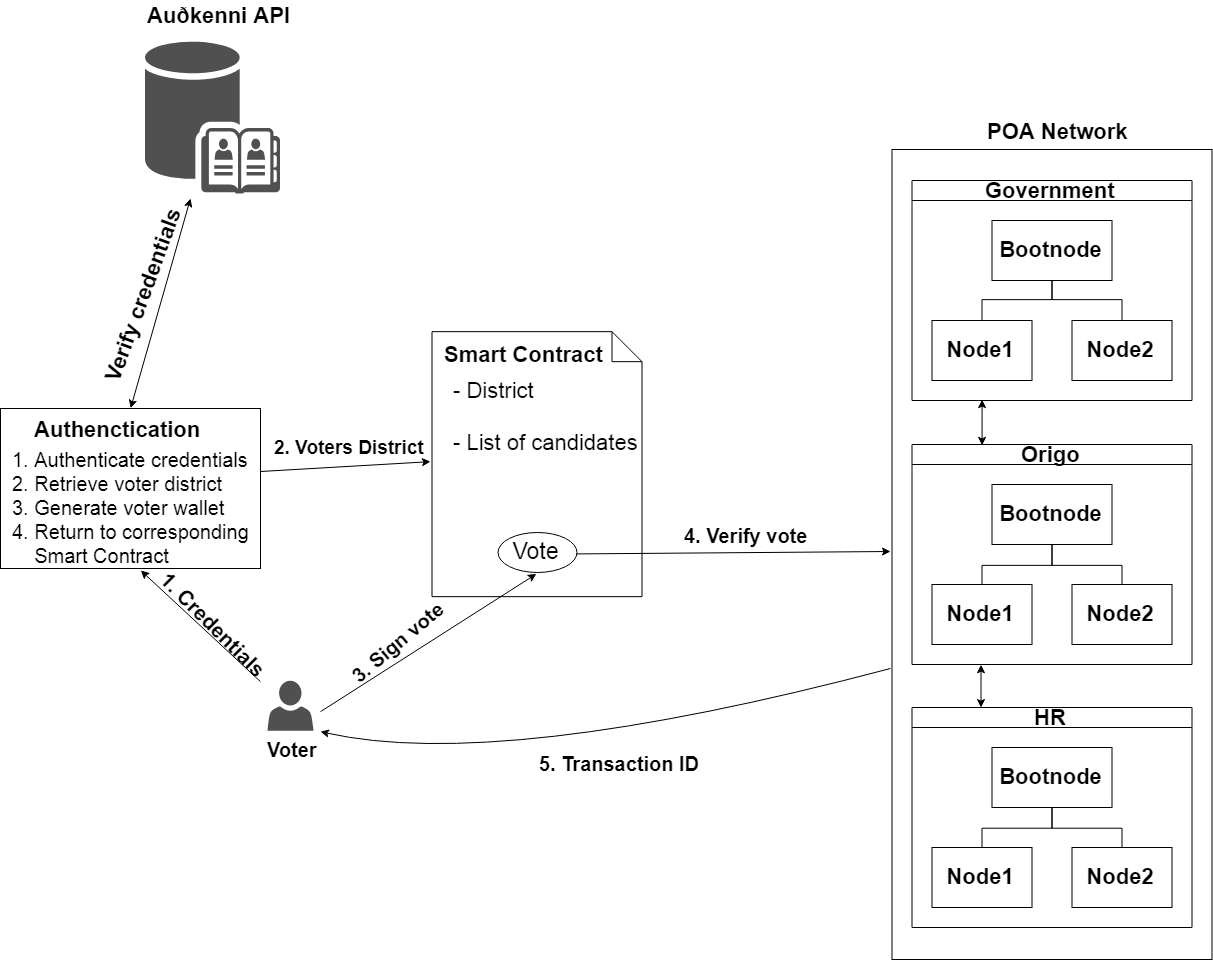 Auðkenni API
Verify credentials
Authenctication
1. Authenticate credentials
2. Retrieve voter district
3. Generate voter wallet
4. Return to corresponding
Smart Contract
1. Credentials
Voter
2. Voters District
Smart Contract
- District
- List of candidates
Vote
3. Sign vote
4. Verify vote
5. Transaction ID
POA Network
Government
Bootnode
Node1
Node2
Origo
Bootnode
Node1
Node2
HR
Bootnode
Node1
Node2